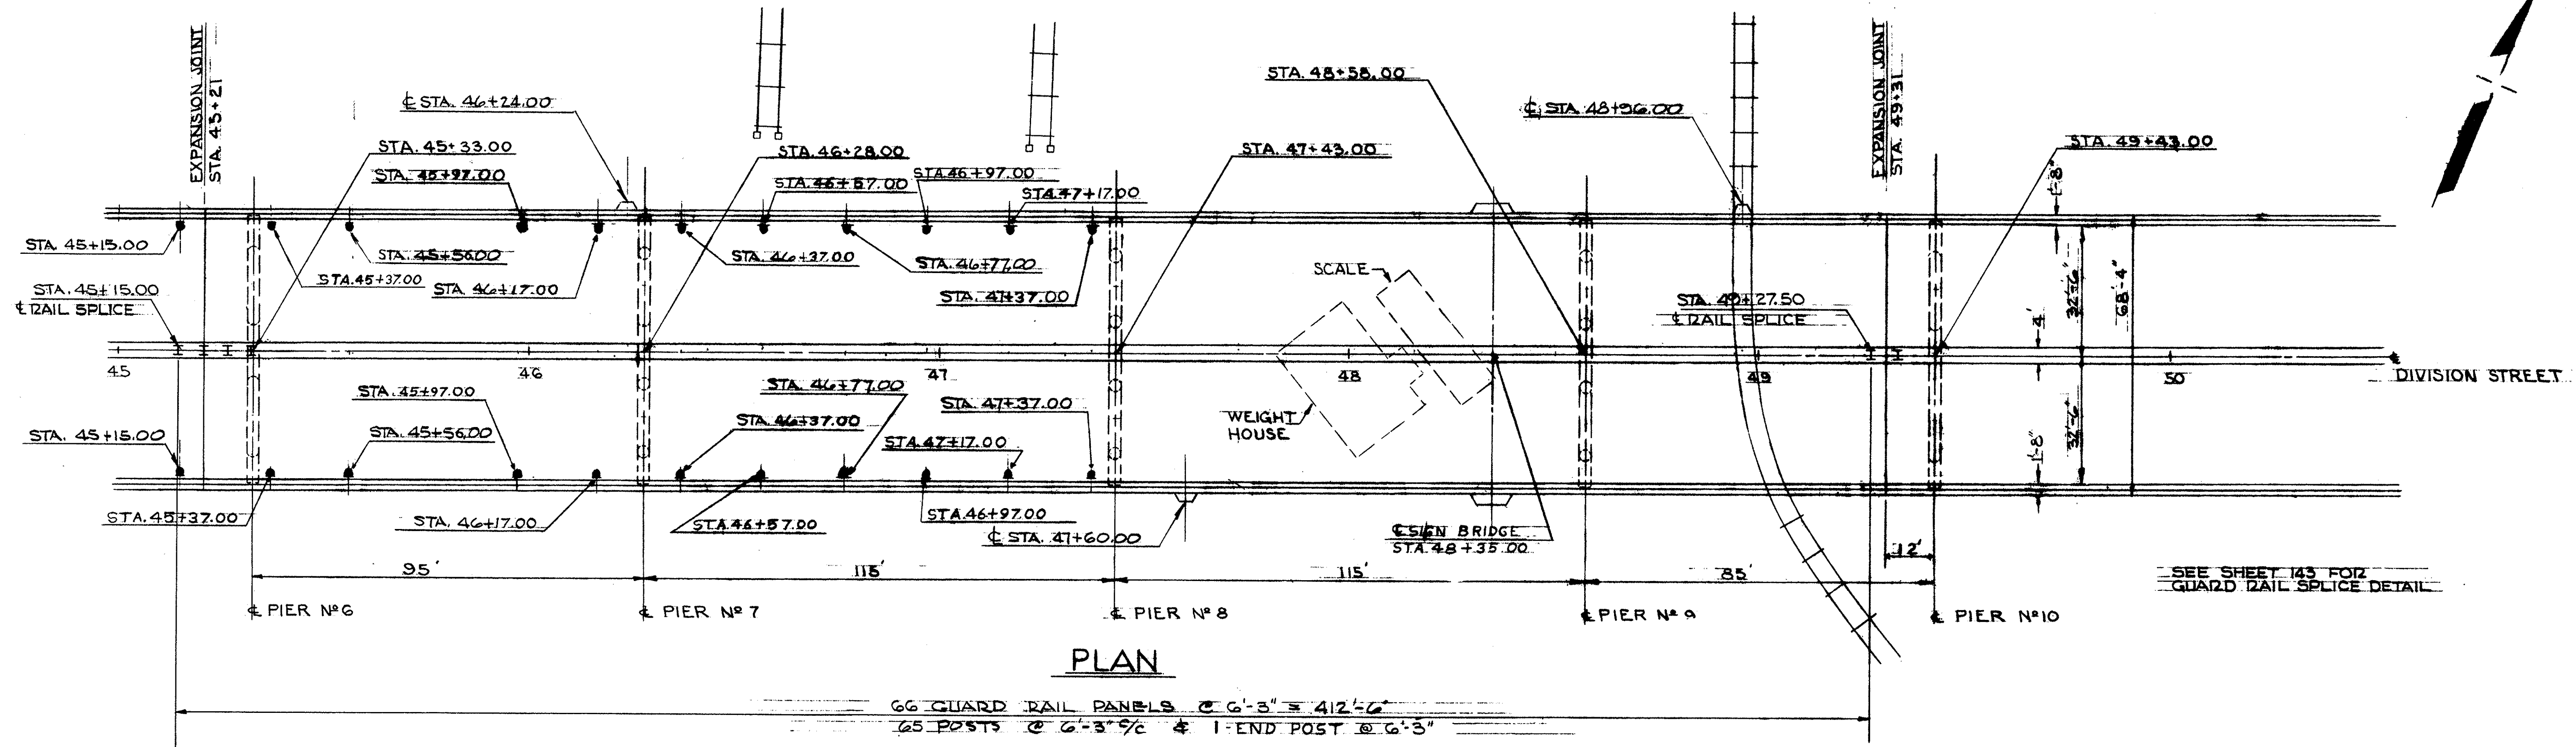 EXPANSION JOINT
STA. 45+21
℄ STA. 46+24.00
STA. 45+33.00
STA. 45+97.00
STA. 46+28.00
STA. 46+57.00
STA. 46+97.00
STA. 47+17.00
STA. 48+58.00
STA. 47+43.00
℄ STA. 48+96.00
EXPANSION JOINT
STA. 49+31
STA. 49+43.00
STA. 45+15.00
STA. 45+56.00
STA. 45+37.00
STA. 46+17.00
STA. 46+37.00
STA. 46+77.00
STA. 47+37.00
SCALE
STA. 45+15.00
℄ RAIL SPLICE
STA. 49+27.50
℄ RAIL SPLICE
1'-8"
32'-6"
68'-4"
4'
45
46
47
48
49
50
DIVISION STREET
WEIGHT
HOUSE
STA. 45+97.00
STA. 46+77.00
STA. 47+37.00
STA. 45+15.00
STA. 45+56.00
STA. 46+37.00
STA. 47+17.00
1'-8"
32'-6"
STA. 45+37.00
STA. 46+17.00
STA. 46+57.00
STA. 46+97.00
℄ STA. 47+60.00
℄ SIGN BRIDGE
STA. 48+35.00
12'
95'
115'
115'
85'
SEE SHEET 143 FOR
GUARD RAIL SPLICE DETAIL
℄ PIER Nº 6
℄ PIER Nº 7
℄ PIER Nº 8
℄ PIER Nº 9
℄ PIER Nº 10
PLAN
66 GUARD RAIL PANELS @ 6'-3" = 412'-6"
65 POSTS @ 6'-3" c/c & 1-END POST @ 6'-3"